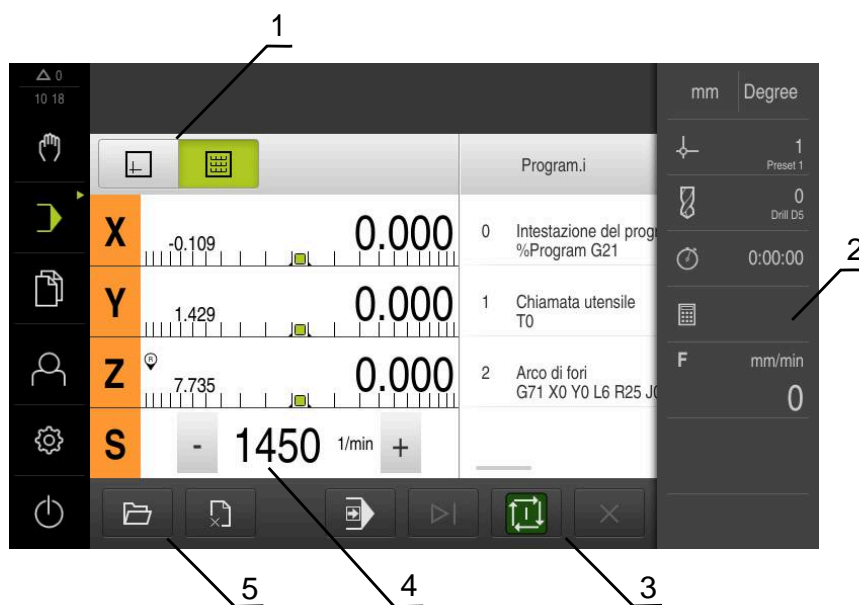 1
0
10 18
mm Degree
1
Preset 1
0
Drill D5
0:00:00
2
F mm/min
0
Program.i
X -0.109 0.000
Y 1.429 0.000
Z R 7.735 0.000
S - 1450 1/min +
0 Intestazione del progr
%Program G21
1 Chiamata utensile
T0
2 Arco di fori
G71 X0 Y0 L6 R25 J0
5
4
3